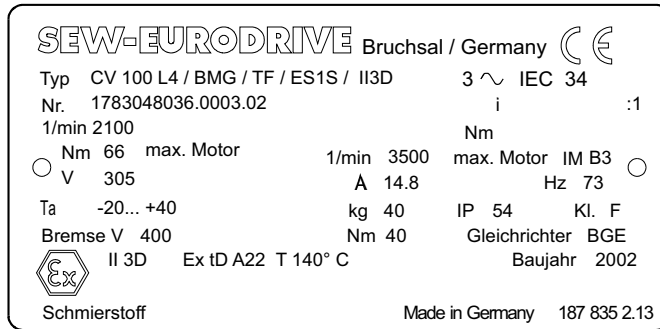 SEW-EURODRIVE Bruchsal / Germany CE
Typ CV 100 L4 / BMG / TF / ES1S / II3D 3 ~ IEC 34
Nr. 1783048036.0003.02 i :1
1/min 2100 Nm
Nm 66 max. Motor 1/min 3500 max. Motor IM B3
V 305 A 14.8 Hz 73
Ta -20... +40 kg 40 IP 54 Kl. F
Bremse V 400 Nm 40 Gleichrichter BGE
Ex II 3D Ex tD A22 T 140° C Baujahr 2002
Schmierstoff Made in Germany 187 835 2.13